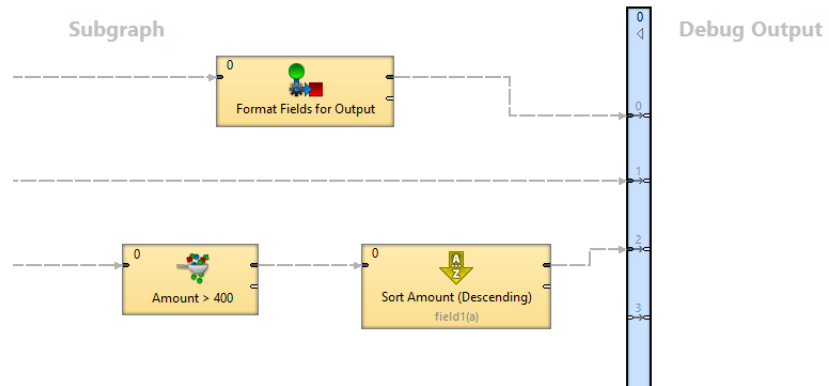 Subgraph
Debug Output
0
0
Format Fields for Output
0
1
0
Amount > 400
0
A
Z
Sort Amount (Descending)
field1(a)
2
3